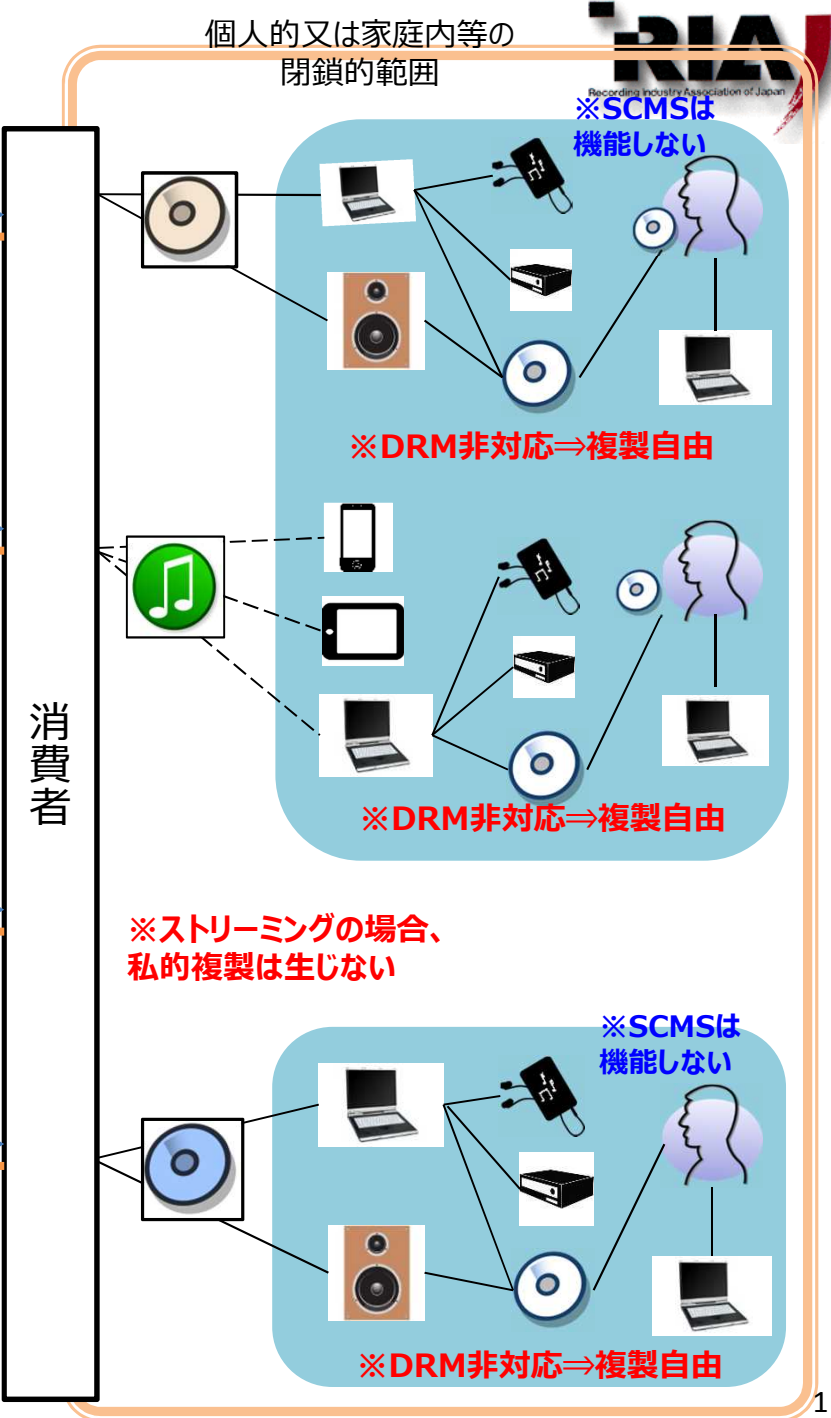 個人的又は家庭内等の
閉鎖的範囲
RIAJ
Recording Industry Association of Japan
※SCMSは
機能しない
※DRM非対応⇒複製自由
消費者
※DRM非対応⇒複製自由
※ストリーミングの場合、
私的複製は生じない
※SCMSは
機能しない
※DRM非対応⇒複製自由
1